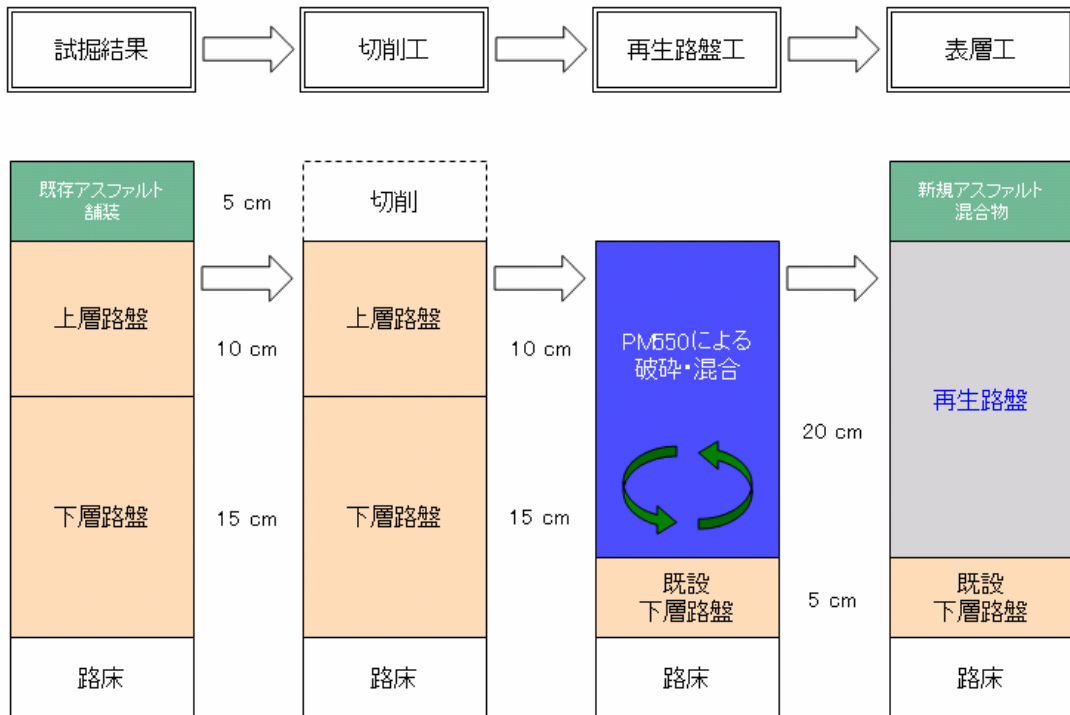 試掘結果
切削工
再生路盤工
表層工
既存アスファルト
舗装
5 cm
切削
新規アスファルト
混合物
上層路盤
10 cm
上層路盤
10 cm
PM550による
破砕・混合
再生路盤
20 cm
下層路盤
15 cm
下層路盤
15 cm
既設
下層路盤
5 cm
既設
下層路盤
路床
路床
路床
路床